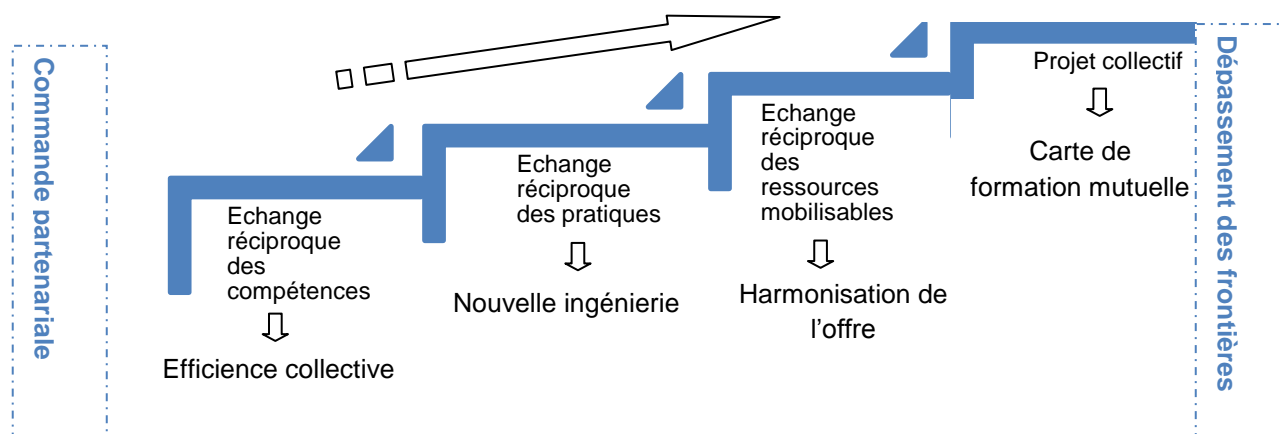 Commande partenariale
Echange
réciproque
des
compétences
Efficience collective
Echange
réciproque
des pratiques
Nouvelle ingénierie
Echange
réciproque
des
ressources
mobilisables
Harmonisation de
l’offre
Projet collectif
Carte de
formation mutuelle
Dépassement des frontières